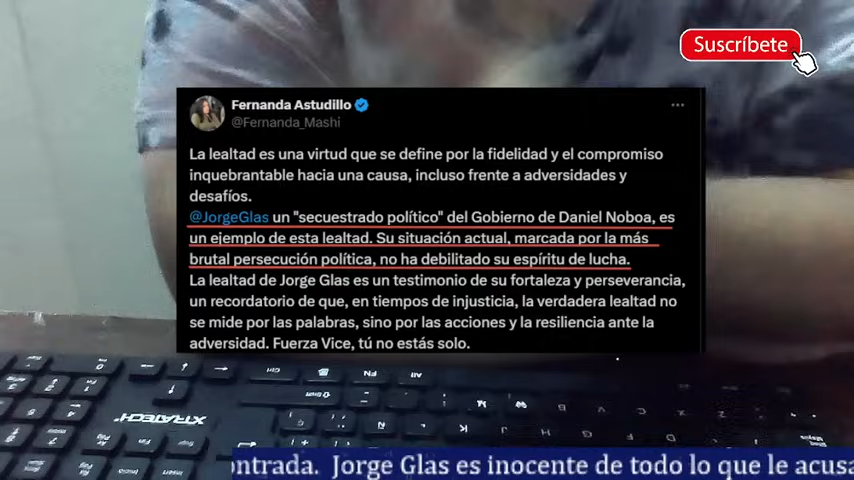 Suscríbete
Fernanda Astudillo
@Fernanda_Mashi
La lealtad es una virtud que se define por la fidelidad y el compromiso
inquebrantable hacia una causa, incluso frente a adversidades y
desafíos.
@JorgeGlas un "secuestrado político" del Gobierno de Daniel Noboa, es
un ejemplo de esta lealtad. Su situación actual, marcada por la más
brutal persecución política, no ha debilitado su espíritu de lucha.
La lealtad de Jorge Glas es un testimonio de su fortaleza y perseverancia,
un recordatorio de que, en tiempos de injusticia, la verdadera lealtad no
se mide por las palabras, sino por las acciones y la resiliencia ante la
adversidad. Fuerza Vice, tú no estás solo.
XTRATECH
ontrada. Jorge Glas es inocente de todo lo que le acusa